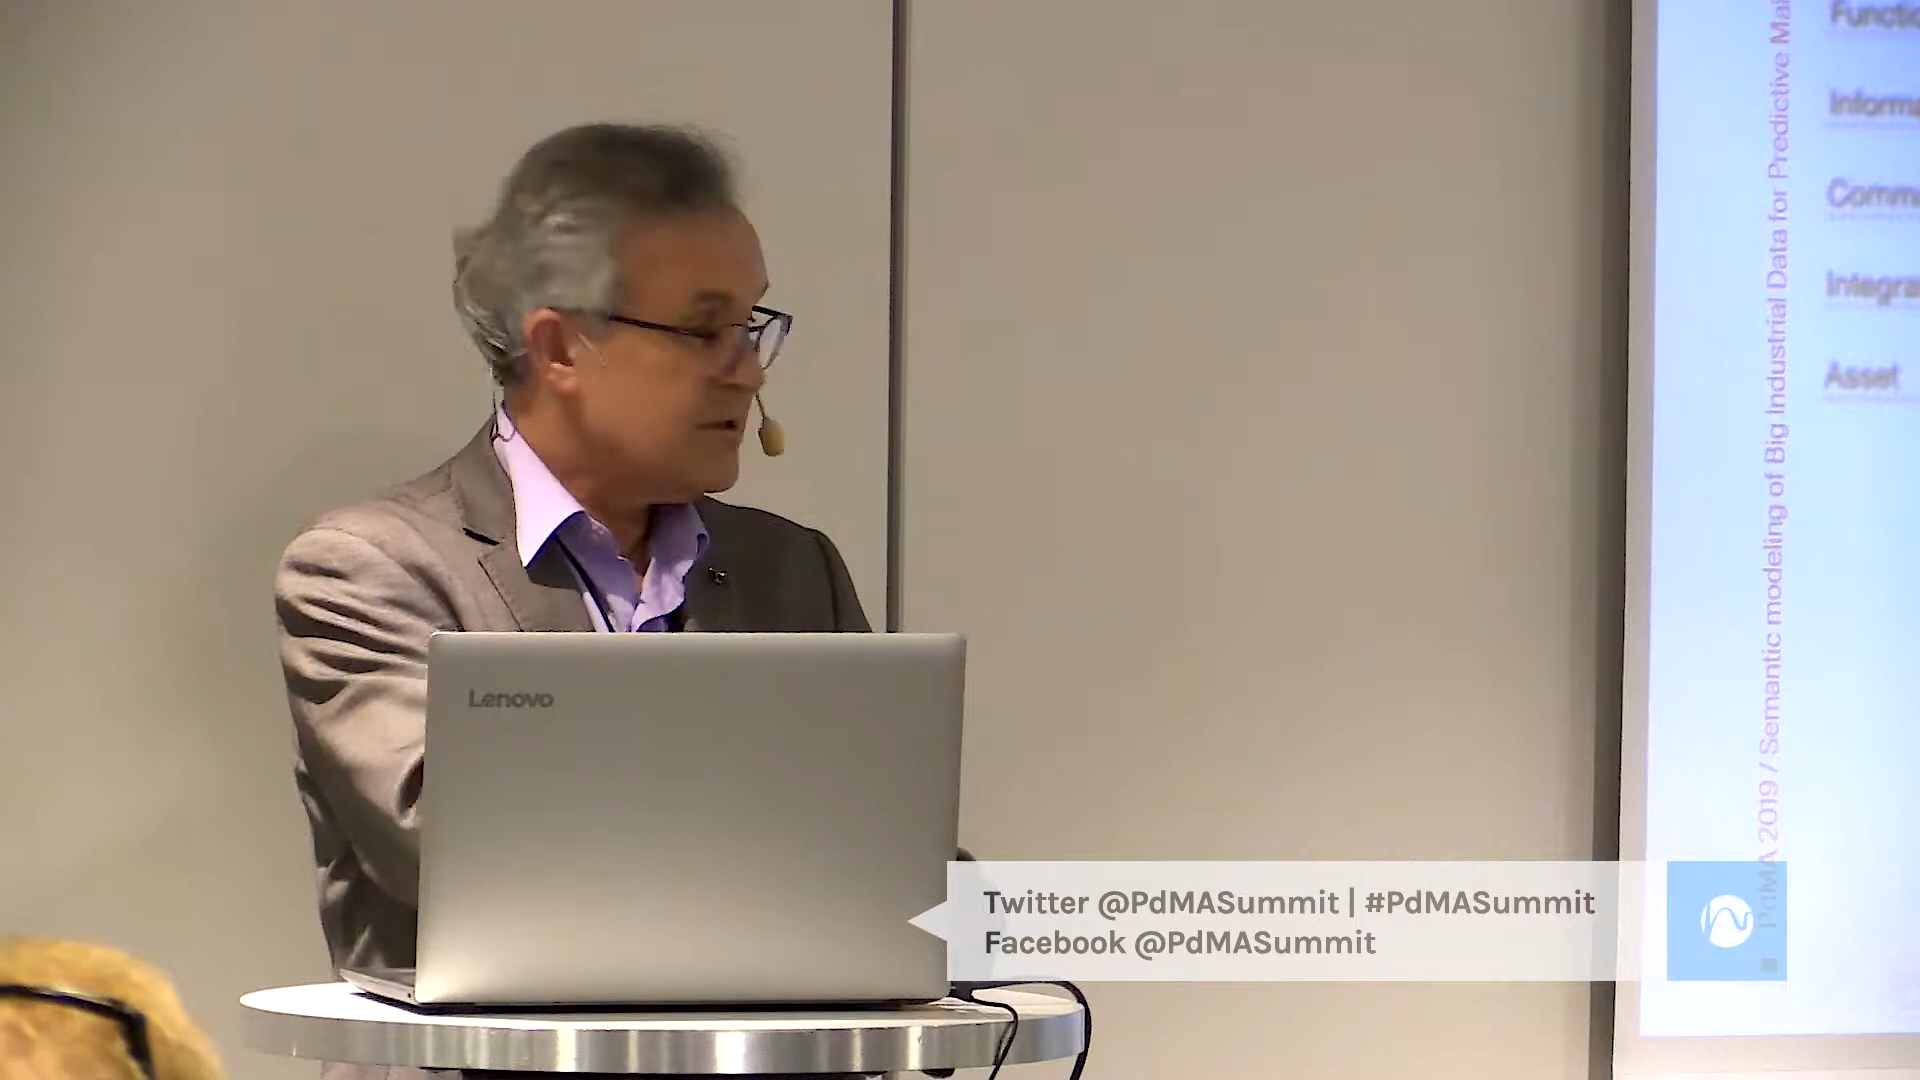 Lenovo
Twitter @PdMASummit | #PdMASummit
Facebook @PdMASummit
PdMA 2019 / Semantic modeling of Big Industrial Data for Predictive
Asset